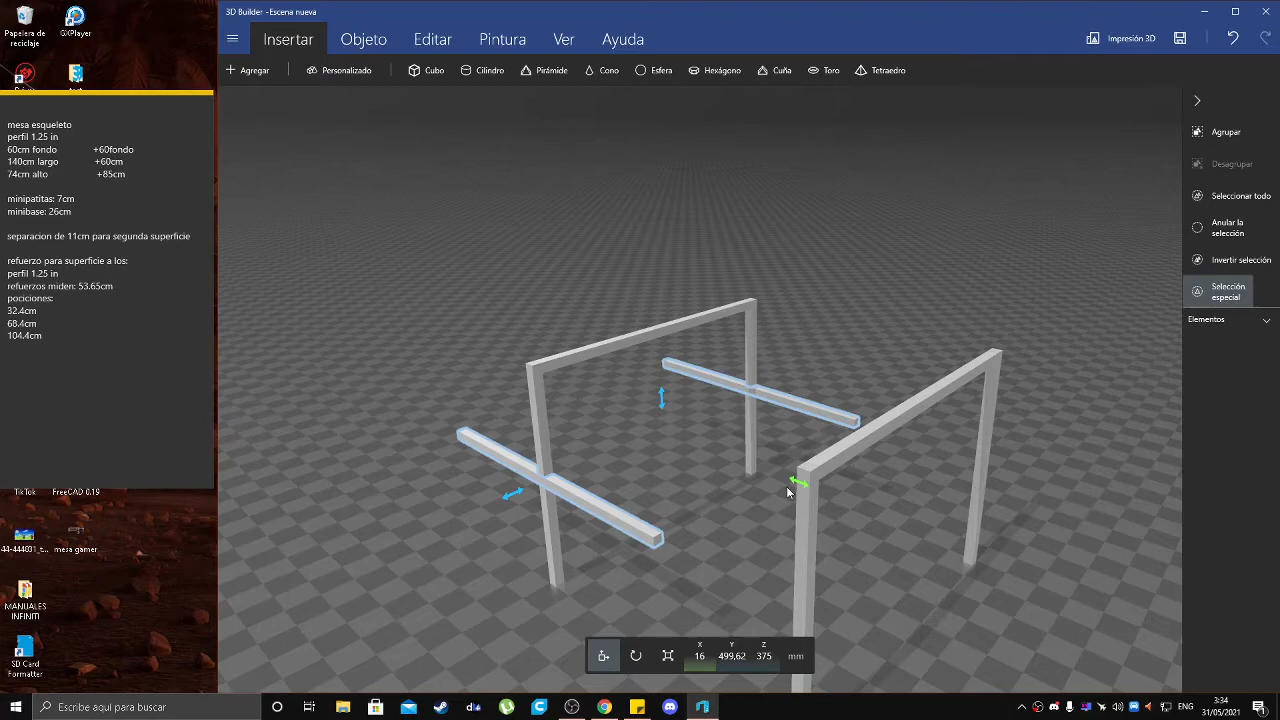 Papelera de
reciclaje
GXPlayer
mesa esqueleto
perfil 1.25 in
60cm fondo +60fondo
140cm largo +60cm
74cm alto +85cm
minipatitas: 7cm
minibase: 26cm
separacion de 11cm para segunda superficie
refuerzo para superficie a los:
perfil 1.25 in
refuerzos miden: 53.65cm
pociciones:
32.4cm
68.4cm
104.4cm
TikTok
FreeCAD 0.19
44-444031_t...
mesa gamer
MANUALES
INFINITI
SD Card
Formatter
3D Builder - Escena nueva
Insertar Objeto Editar Pintura Ver Ayuda
Impresión 3D
Agregar Personalizado Cubo Cilindro Pirámide Cono Esfera Hexágono Cuña Toro Tetraedro
Agrupar
Desagrupar
Seleccionar todo
Anular la
selección
Invertir selección
Selección
especial
Elementos
X Y Z
16 499,62 375 mm
Escribe aquí para buscar
ENG
3:34
31/05/2021